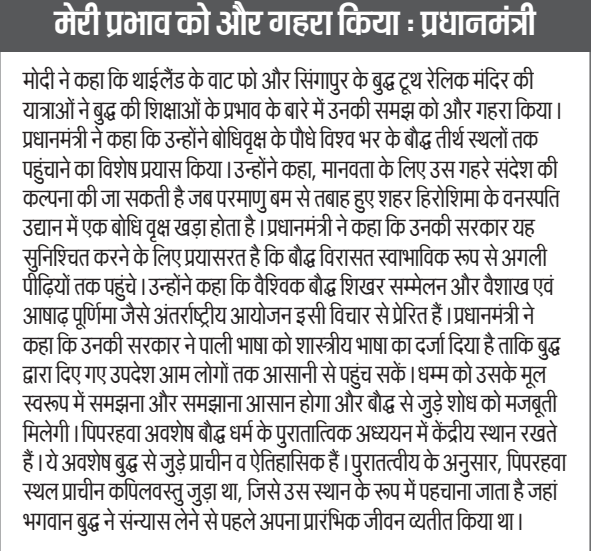 मेरी प्रभाव को और गहरा किया : प्रधानमंत्री
मोदी ने कहा कि थाईलैंड के वाट फो और सिंगापुर के बुद्ध टूथ रेलिक मंदिर की
यात्राओं ने बुद्ध की शिक्षाओं के प्रभाव के बारे में उनकी समझ को और गहरा किया।
प्रधानमंत्री ने कहा कि उन्होंने बोधिवृक्ष के पौधे विश्व भर के बौद्ध तीर्थ स्थलों तक
पहुंचाने का विशेष प्रयास किया। उन्होंने कहा, मानवता के लिए उस गहरे संदेश की
कल्पना की जा सकती है जब परमाणु बम से तबाह हुए शहर हिरोशिमा के वनस्पति
उद्यान में एक बोधि वृक्ष खड़ा होता है। प्रधानमंत्री ने कहा कि उनकी सरकार यह
सुनिश्चित करने के लिए प्रयासरत है कि बौद्ध विरासत स्वाभाविक रूप से अगली
पीढ़ियों तक पहुंचे। उन्होंने कहा कि वैश्विक बौद्ध शिखर सम्मेलन और वैशाख एवं
आषाढ़ पूर्णिमा जैसे अंतर्राष्ट्रीय आयोजन इसी विचार से प्रेरित हैं। प्रधानमंत्री ने
कहा कि उनकी सरकार ने पाली भाषा को शास्त्रीय भाषा का दर्जा दिया है ताकि बुद्ध
द्वारा दिए गए उपदेश आम लोगों तक आसानी से पहुंच सकें। धम्म को उसके मूल
स्वरूप में समझना और समझाना आसान होगा और बौद्ध से जुड़े शोध को मजबूती
मिलेगी। पिपरहवा अवशेष बौद्ध धर्म के पुरातात्विक अध्ययन में केंद्रीय स्थान रखते
हैं। ये अवशेष बुद्ध से जुड़े प्राचीन व ऐतिहासिक हैं। पुरातत्वीय के अनुसार, पिपरहवा
स्थल प्राचीन कपिलवस्तु जुड़ा था, जिसे उस स्थान के रूप में पहचाना जाता है जहां
भगवान बुद्ध ने संन्यास लेने से पहले अपना प्रारंभिक जीवन व्यतीत किया था।